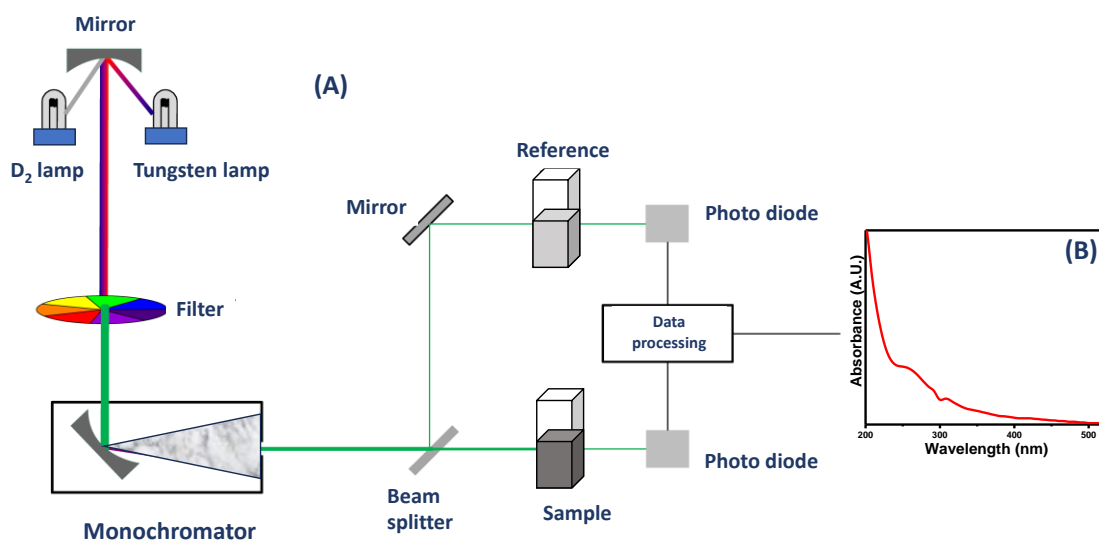 Mirror
(A)
D₂ lamp
Tungsten lamp
Filter
Monochromator
Mirror
Reference
Photo diode
Data
processing
Beam
splitter
Sample
Photo diode
(B)
Absorbance (A.U.)
200 300 400 500
Wavelength (nm)